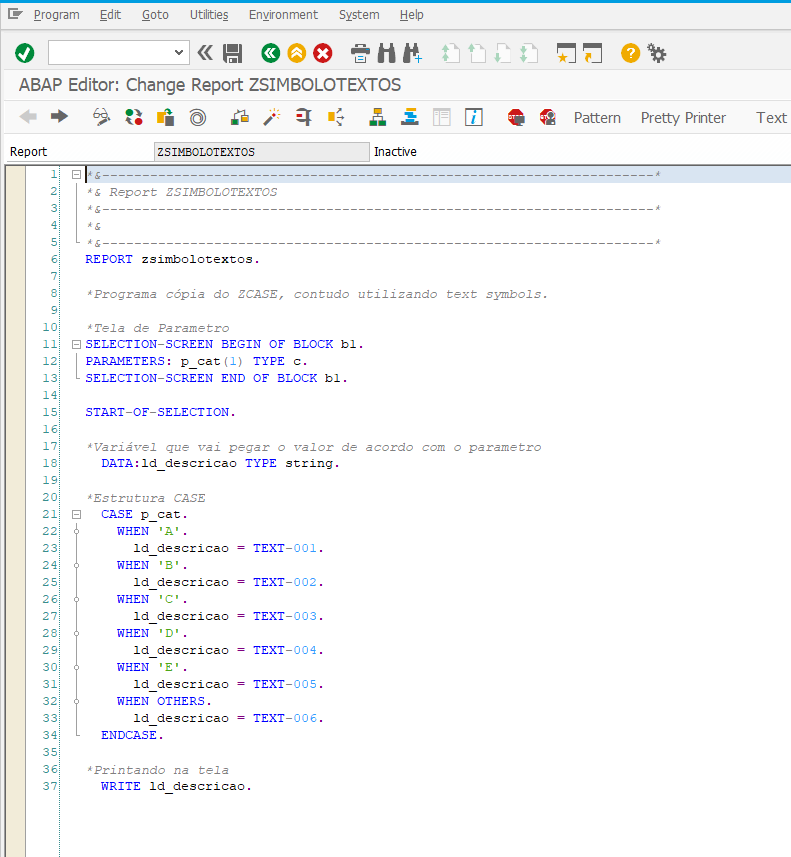 Program Edit Goto Utilities Environment System Help
ABAP Editor: Change Report ZSIMBOLOTEXTOS
Pattern Pretty Printer Text
Report ZSIMBOLOTEXTOS Inactive
1 *&---------------------------------------------------------------------*
2 *& Report ZSIMBOLOTEXTOS
3 *&---------------------------------------------------------------------*
4 *&
5 *&---------------------------------------------------------------------*
6 REPORT zsimbolotextos.
7
8 *Programa cópia do ZCASE, contudo utilizando text symbols.
9
10 *Tela de Parametro
11 SELECTION-SCREEN BEGIN OF BLOCK b1.
12 PARAMETERS: p_cat(1) TYPE c.
13 SELECTION-SCREEN END OF BLOCK b1.
14
15 START-OF-SELECTION.
16
17 *Variável que vai pegar o valor de acordo com o parametro
18 DATA:ld_descricao TYPE string.
19
20 *Estrutura CASE
21 CASE p_cat.
22 WHEN 'A'.
23 ld_descricao = TEXT-001.
24 WHEN 'B'.
25 ld_descricao = TEXT-002.
26 WHEN 'C'.
27 ld_descricao = TEXT-003.
28 WHEN 'D'.
29 ld_descricao = TEXT-004.
30 WHEN 'E'.
31 ld_descricao = TEXT-005.
32 WHEN OTHERS.
33 ld_descricao = TEXT-006.
34 ENDCASE.
35
36 *Printando na tela
37 WRITE ld_descricao.